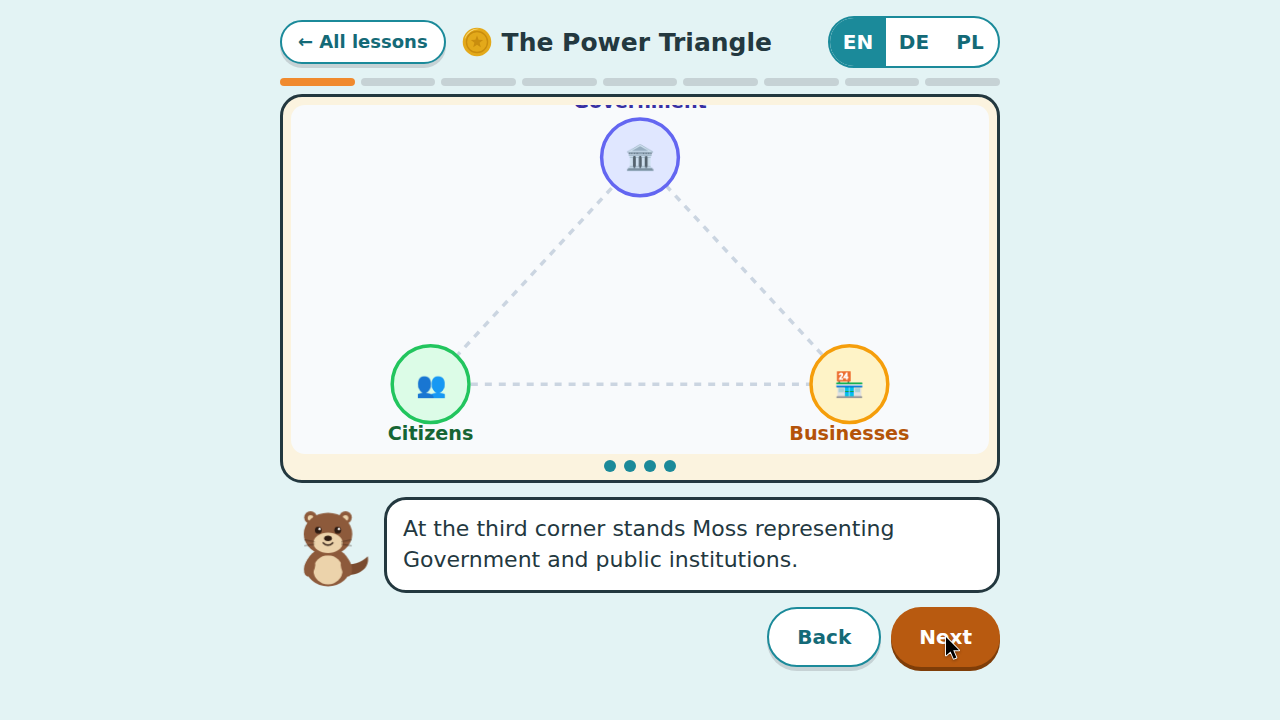 ← All lessons
The Power Triangle
EN DE PL
Government
Citizens
Businesses
At the third corner stands Moss representing
Government and public institutions.
Back
Next